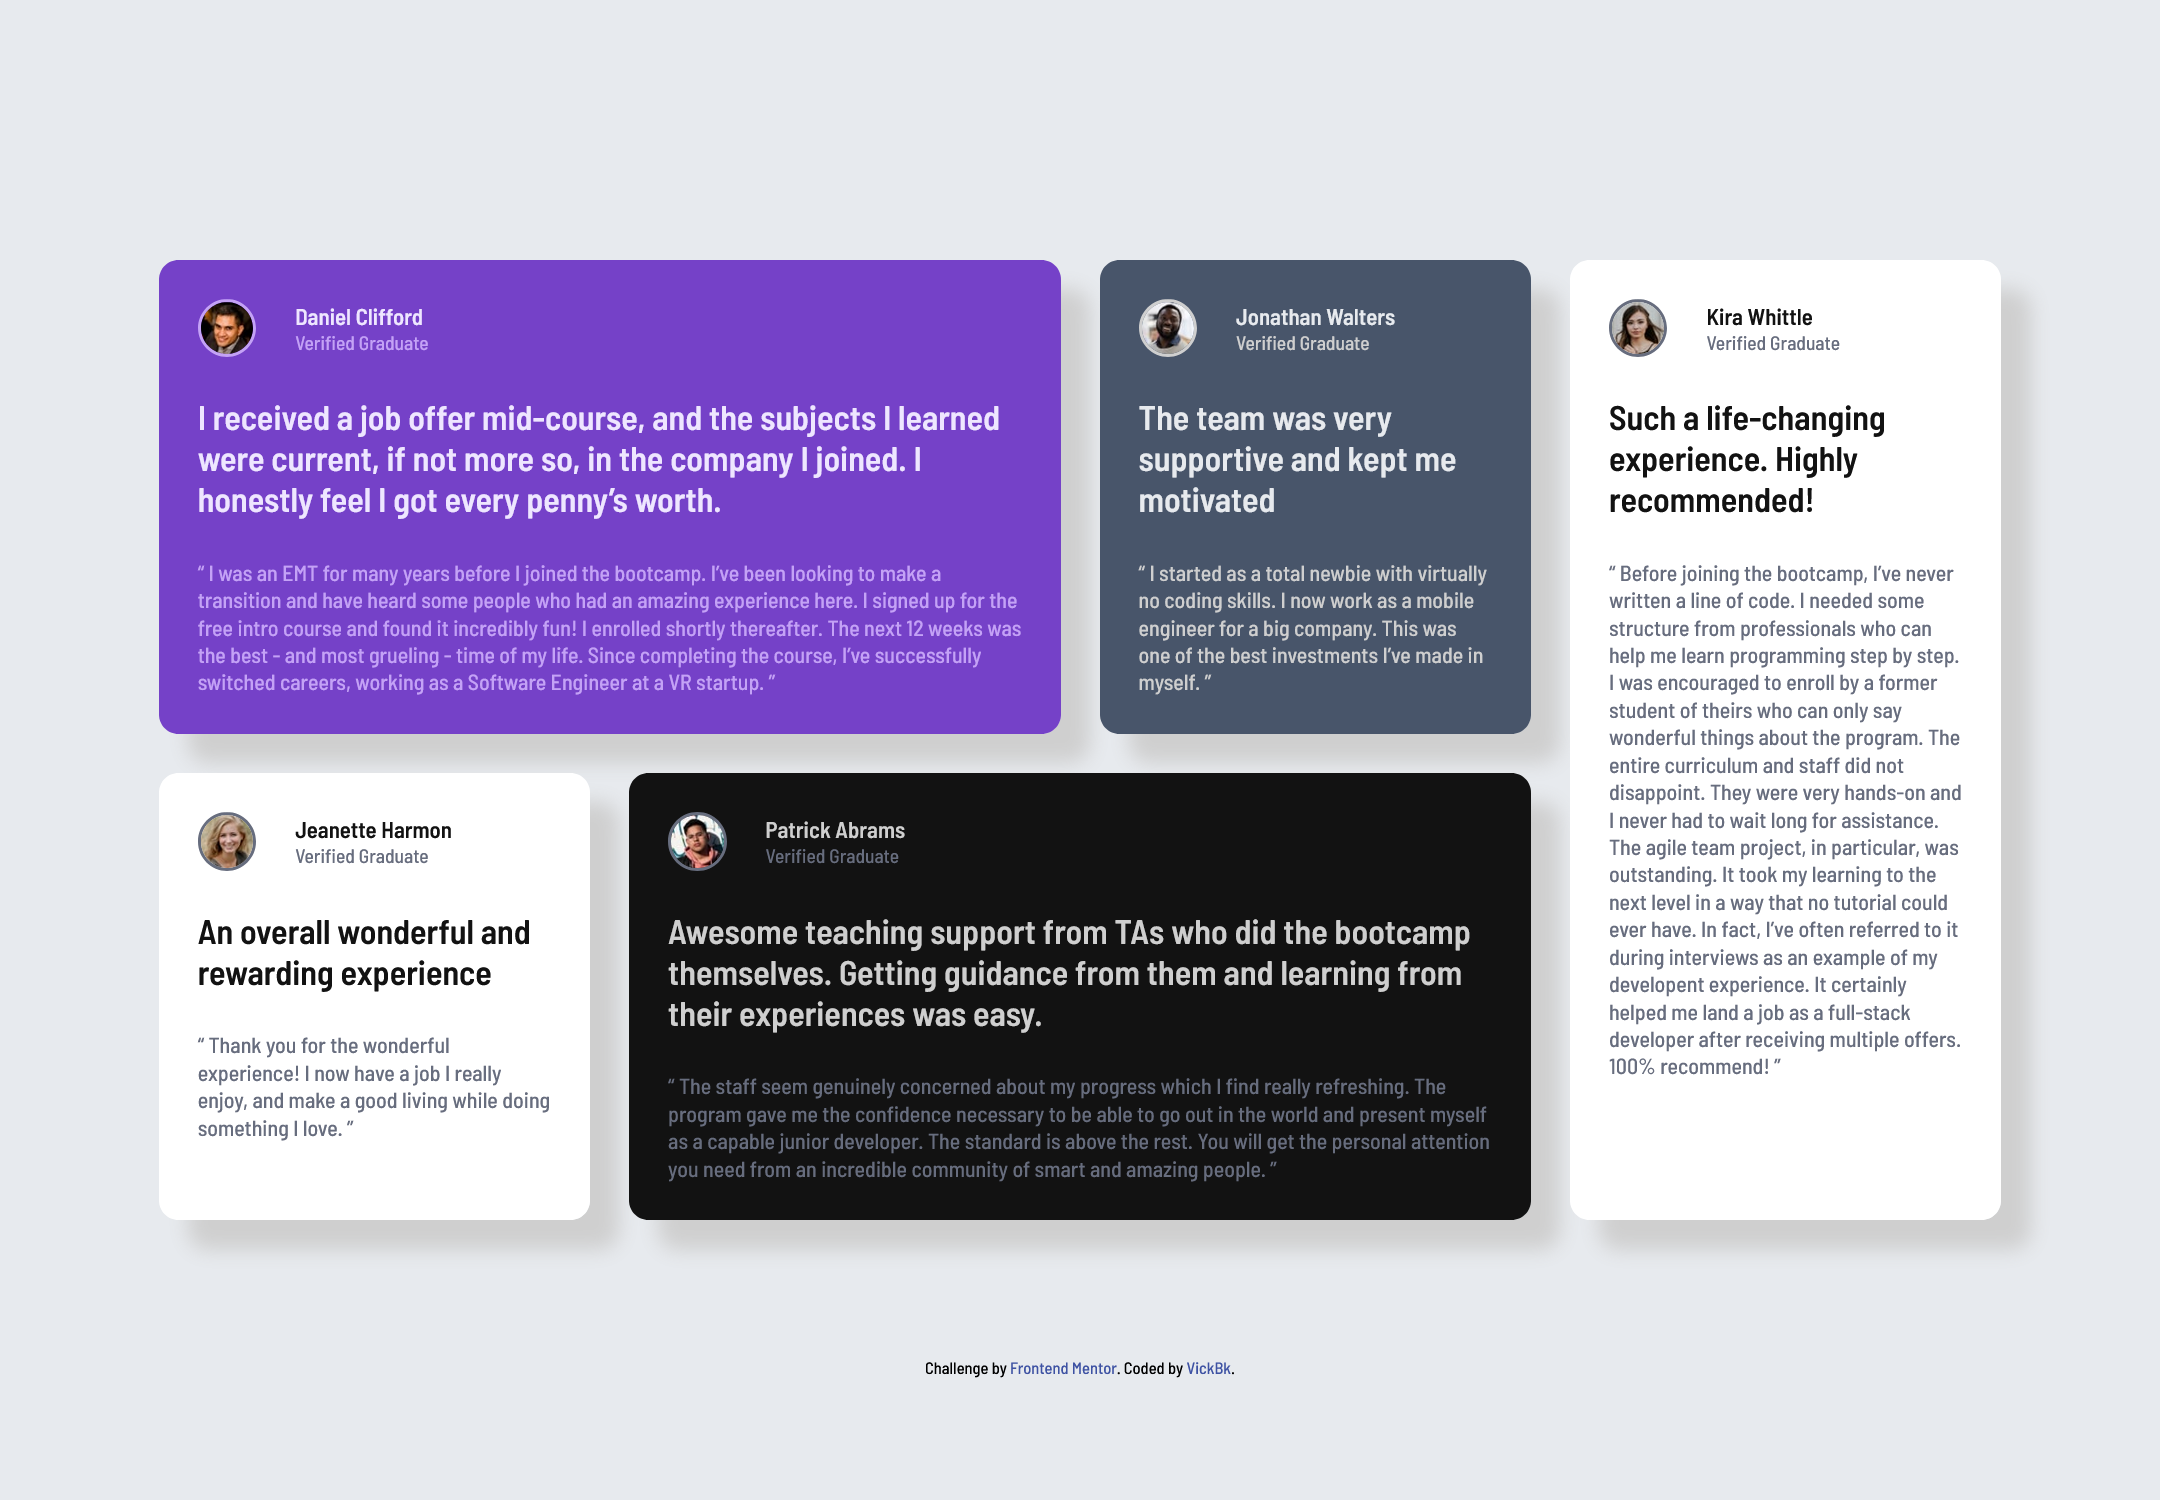 Daniel Clifford
Verified Graduate
I received a job offer mid-course, and the subjects I learned
were current, if not more so, in the company I joined. I
honestly feel I got every penny’s worth.
“ I was an EMT for many years before I joined the bootcamp. I’ve been looking to make a
transition and have heard some people who had an amazing experience here. I signed up for the
free intro course and found it incredibly fun! I enrolled shortly thereafter. The next 12 weeks was
the best - and most grueling - time of my life. Since completing the course, I’ve successfully
switched careers, working as a Software Engineer at a VR startup. ”
Jonathan Walters
Verified Graduate
The team was very
supportive and kept me
motivated
“ I started as a total newbie with virtually
no coding skills. I now work as a mobile
engineer for a big company. This was
one of the best investments I’ve made in
myself. ”
Kira Whittle
Verified Graduate
Such a life-changing
experience. Highly
recommended!
“ Before joining the bootcamp, I’ve never
written a line of code. I needed some
structure from professionals who can
help me learn programming step by step.
I was encouraged to enroll by a former
student of theirs who can only say
wonderful things about the program. The
entire curriculum and staff did not
disappoint. They were very hands-on and
I never had to wait long for assistance.
The agile team project, in particular, was
outstanding. It took my learning to the
next level in a way that no tutorial could
ever have. In fact, I’ve often referred to it
during interviews as an example of my
developent experience. It certainly
helped me land a job as a full-stack
developer after receiving multiple offers.
100% recommend! ”
Jeanette Harmon
Verified Graduate
An overall wonderful and
rewarding experience
“ Thank you for the wonderful
experience! I now have a job I really
enjoy, and make a good living while doing
something I love. ”
Patrick Abrams
Verified Graduate
Awesome teaching support from TAs who did the bootcamp
themselves. Getting guidance from them and learning from
their experiences was easy.
“ The staff seem genuinely concerned about my progress which I find really refreshing. The
program gave me the confidence necessary to be able to go out in the world and present myself
as a capable junior developer. The standard is above the rest. You will get the personal attention
you need from an incredible community of smart and amazing people. ”
Challenge by Frontend Mentor. Coded by VickBk.